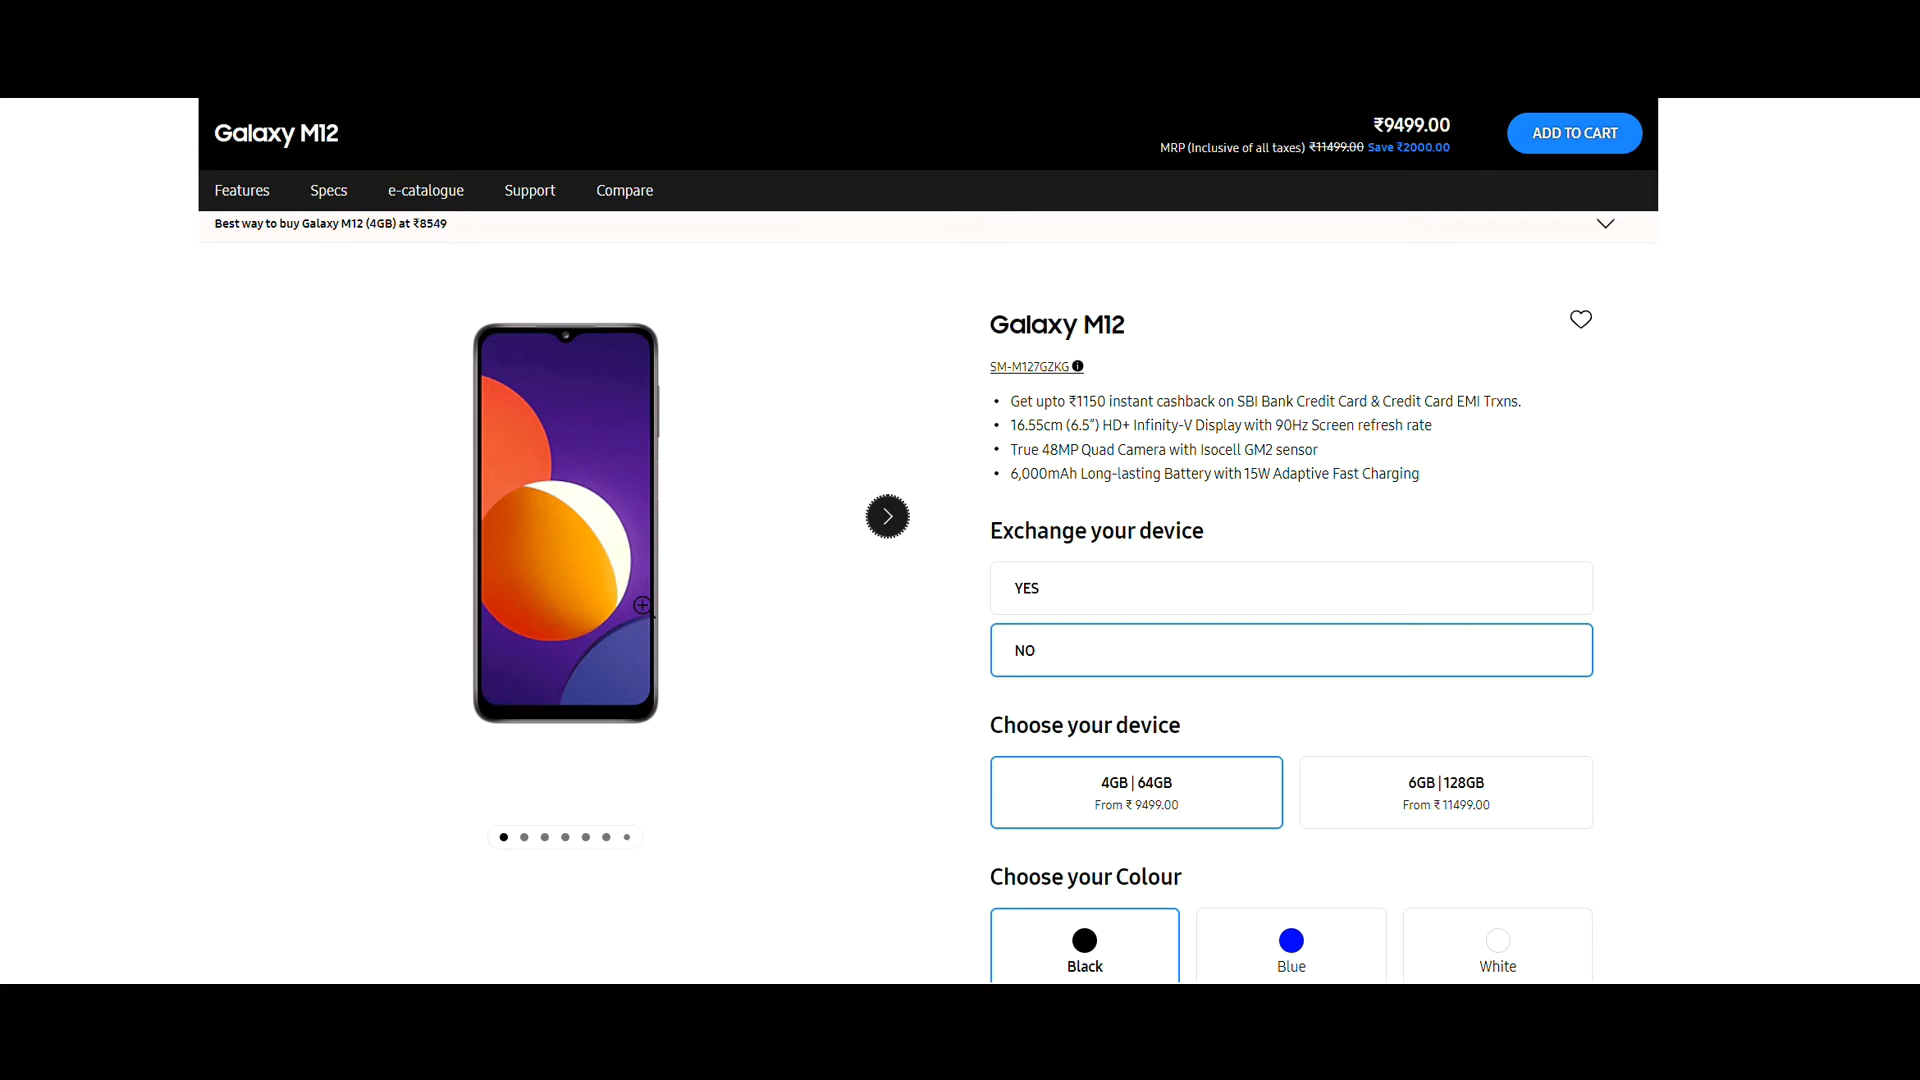 Galaxy M12
₹9499.00
MRP (Inclusive of all taxes) ₹11499.00 Save ₹2000.00
ADD TO CART
Features Specs e-catalogue Support Compare
Best way to buy Galaxy M12 (4GB) at ₹8549
Galaxy M12
SM-M127GZKG
• Get upto ₹1150 instant cashback on SBI Bank Credit Card & Credit Card EMI Trxns.
• 16.55cm (6.5") HD+ Infinity-V Display with 90Hz Screen refresh rate
• True 48MP Quad Camera with Isocell GM2 sensor
• 6,000mAh Long-lasting Battery with 15W Adaptive Fast Charging
Exchange your device
YES
NO
Choose your device
4GB | 64GB
From ₹ 9499.00
6GB | 128GB
From ₹ 11499.00
Choose your Colour
Black
Blue
White